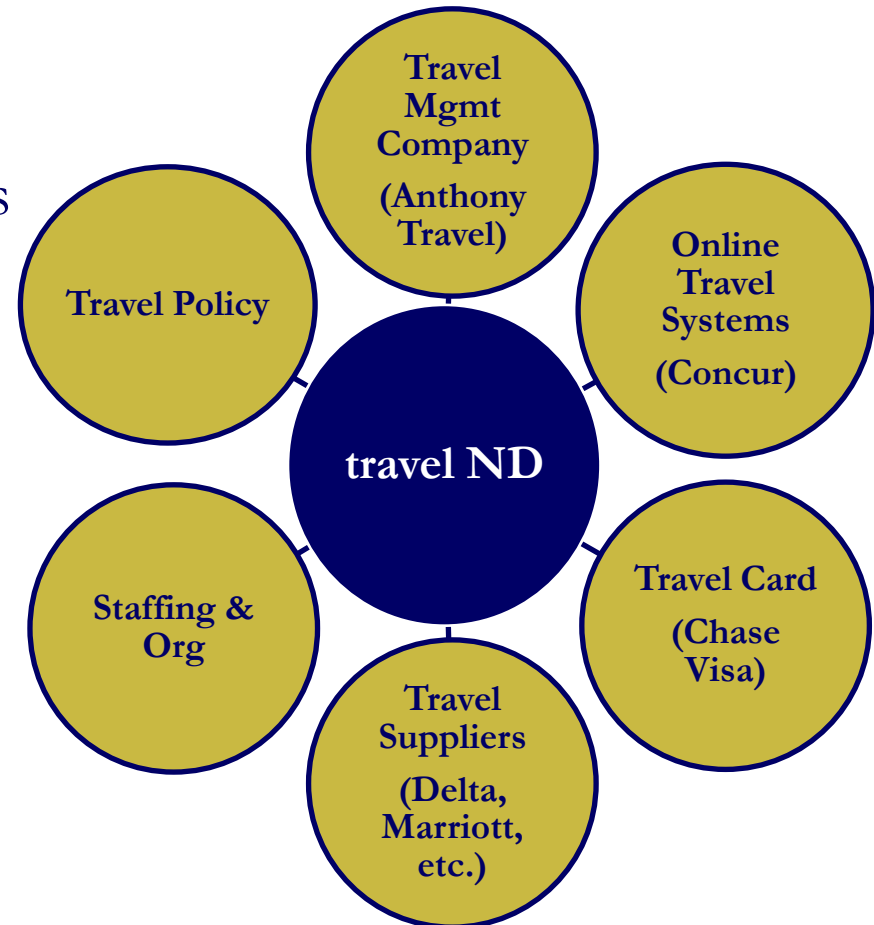 Travel
Mgmt
Company
(Anthony
Travel)
Online
Travel
Systems
(Concur)
Travel Card
(Chase
Visa)
Travel
Suppliers
(Delta,
Marriott,
etc.)
Staffing &
Org
Travel Policy
travel ND
s